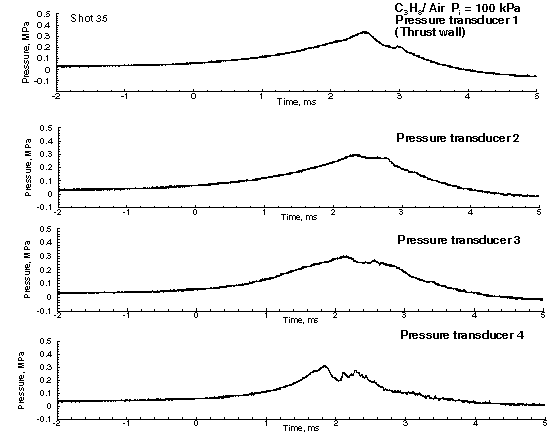 Shot 35
C3H8/ Air Pi = 100 kPa
Pressure transducer 1
(Thrust wall)
Pressure, MPa
0.5
0.4
0.3
0.2
0.1
0
-0.1
-2 -1 0 1 2 3 4 5
Time, ms
Pressure transducer 2
Pressure, MPa
0.5
0.4
0.3
0.2
0.1
0
-0.1
-2 -1 0 1 2 3 4 5
Time, ms
Pressure transducer 3
Pressure, MPa
0.5
0.4
0.3
0.2
0.1
0
-0.1
-2 -1 0 1 2 3 4 5
Time, ms
Pressure transducer 4
Pressure, MPa
0.5
0.4
0.3
0.2
0.1
0
-0.1
-2 -1 0 1 2 3 4 5
Time, ms